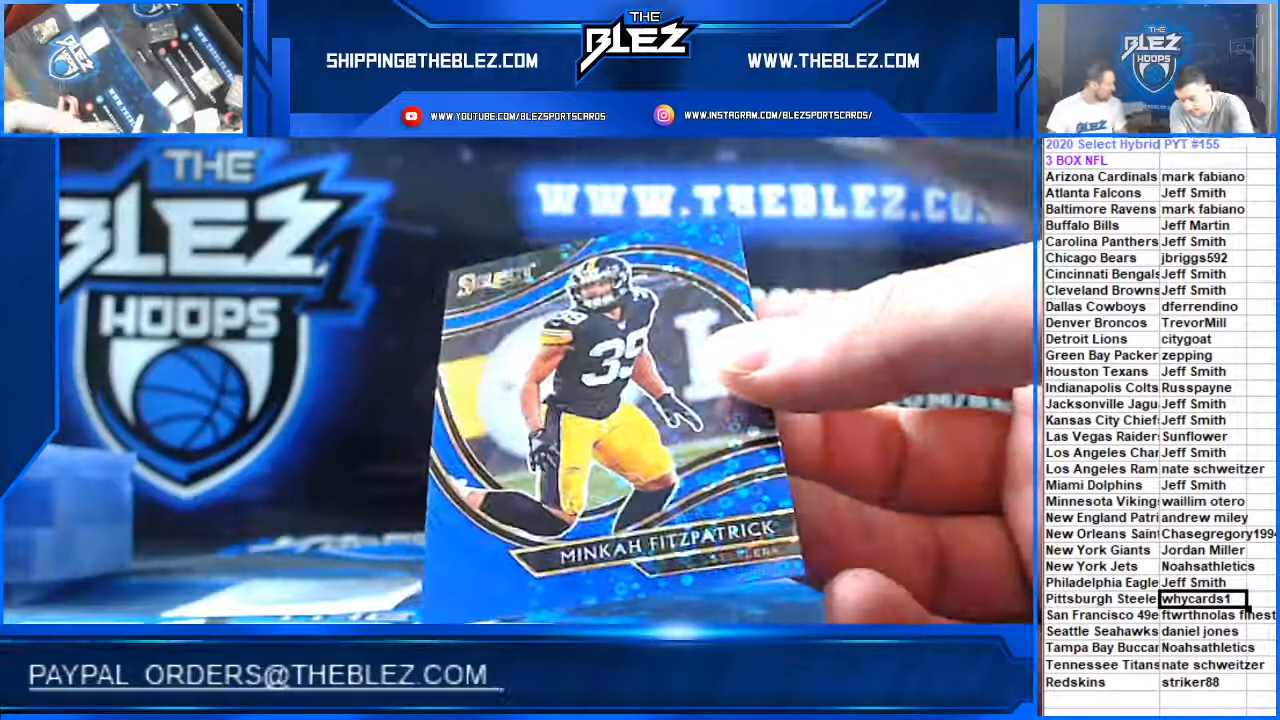 THE
BLEZ
SHIPPING@THEBLEZ.COM
WWW.THEBLEZ.COM
WWW.YOUTUBE.COM/BLEZSPORTSCARDS
WWW.INSTAGRAM.COM/BLEZSPORTSCARDS/
THE
BLEZ
HOOPS
THE
BLEZ
HOOPS
WWW.THEBLEZ.CO
SELECT
39
MINKAH FITZPATRICK
2020 Select Hybrid PYT #155
3 BOX NFL
Arizona Cardinals mark fabiano
Atlanta Falcons Jeff Smith
Baltimore Ravens mark fabiano
Buffalo Bills Jeff Martin
Carolina Panthers Jeff Smith
Chicago Bears jbriggs592
Cincinnati Bengals Jeff Smith
Cleveland Browns Jeff Smith
Dallas Cowboys dferrendino
Denver Broncos TrevorMill
Detroit Lions citygoat
Green Bay Packer zepping
Houston Texans Jeff Smith
Indianapolis Colts Russpayne
Jacksonville Jagu Jeff Smith
Kansas City Chief Jeff Smith
Las Vegas Raider Sunflower
Los Angeles Char Jeff Smith
Los Angeles Ram nate schweitzer
Miami Dolphins Jeff Smith
Minnesota Viking waillim otero
New England Patri andrew miley
New Orleans Saint Chasegregory1994
New York Giants Jordan Miller
New York Jets Noahsathletics
Philadelphia Eagle Jeff Smith
Pittsburgh Steele whycards1
San Francisco 49e ftwrthnolas finest
Seattle Seahawks daniel jones
Tampa Bay Buccar Noahsathletics
Tennessee Titans nate schweitzer
Redskins striker88
PAYPAL ORDERS@THEBLEZ.COM